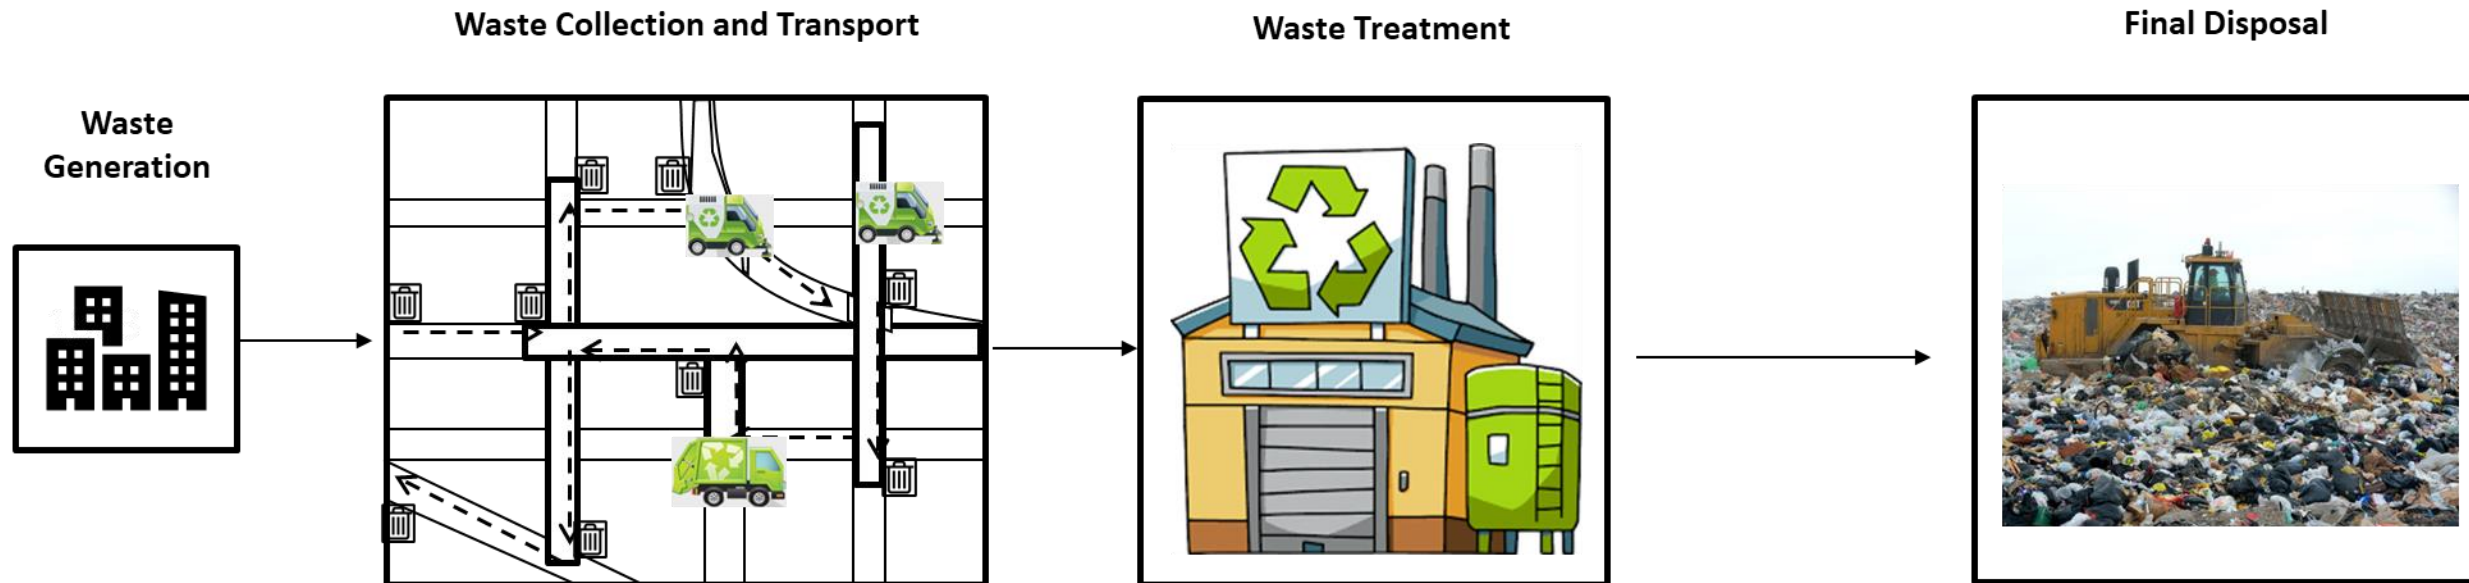 Waste Collection and Transport
Waste Treatment
Final Disposal
Waste
Generation